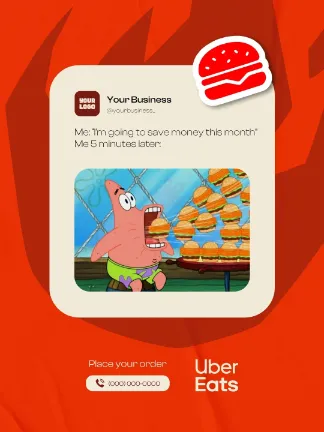 YOUR
LOGO
Your Business
@yourbusiness_
Me: "I'm going to save money this month"
Me 5 minutes later:
Place your order
(000) 000-0000
Uber
Eats